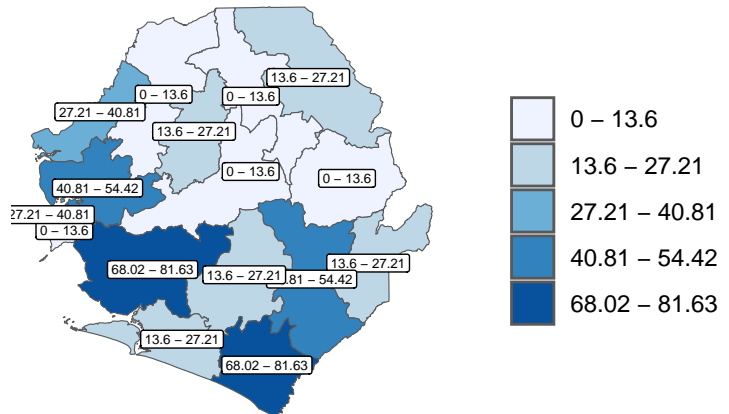 13.6 – 27.21
0 – 13.6
0 – 13.6
27.21 – 40.81
13.6 – 27.21
0 – 13.6
0 – 13.6
40.81 – 54.42
27.21 – 40.81
0 – 13.6
68.02 – 81.63
13.6 – 27.21
13.6 – 27.21
.81 – 54.42
13.6 – 27.21
68.02 – 81.63
0 – 13.6
13.6 – 27.21
27.21 – 40.81
40.81 – 54.42
68.02 – 81.63